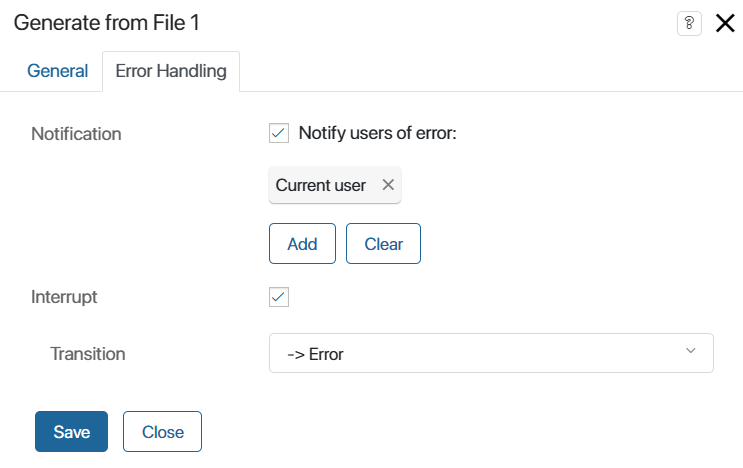 Generate from File 1
?
General
Error Handling
Notification
Notify users of error:
Current user
Add
Clear
Interrupt
Transition
-> Error
Save
Close